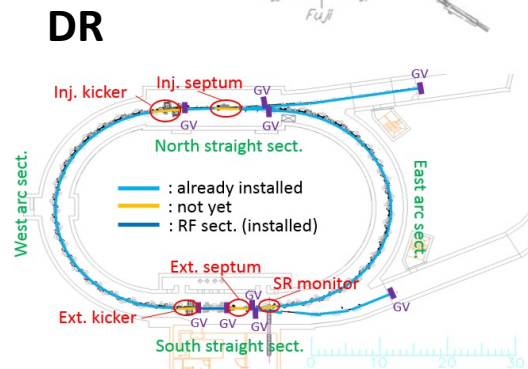 Fuji
DR
GV
Inj. kicker
Inj. septum
GV
GV
GV
North straight sect.
West arc sect.
East arc sect.
: already installed
: not yet
: RF sect. (installed)
Ext. septum
SR monitor
GV
Ext. kicker
GV
GV
GV
South straight sect.
0
10
20
30